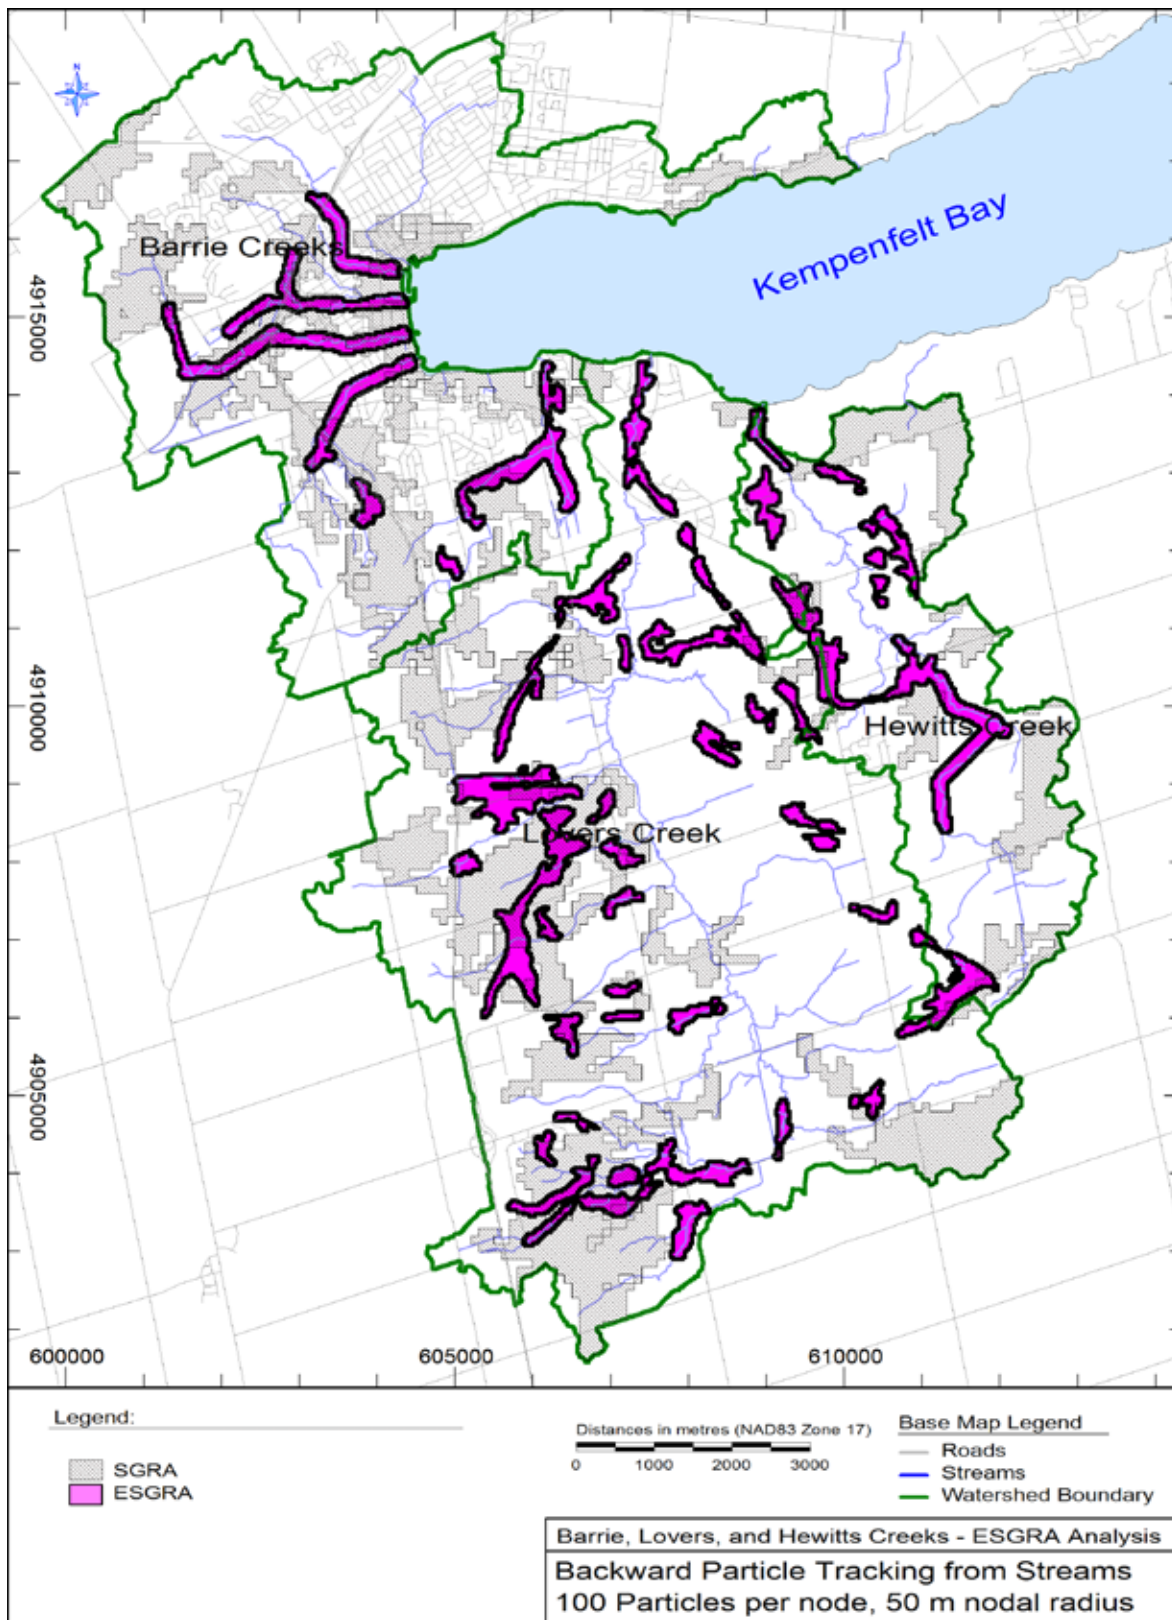 N
Barrie Creeks
Kempenfelt Bay
4915000
4910000
Hewitts Creek
Lovers Creek
4905000
600000
605000
610000
Legend:
SGRA
ESGRA
Distances in metres (NAD83 Zone 17)
0 1000 2000 3000
Base Map Legend
Roads
Streams
Watershed Boundary
Barrie, Lovers, and Hewitts Creeks - ESGRA Analysis
Backward Particle Tracking from Streams
100 Particles per node, 50 m nodal radius